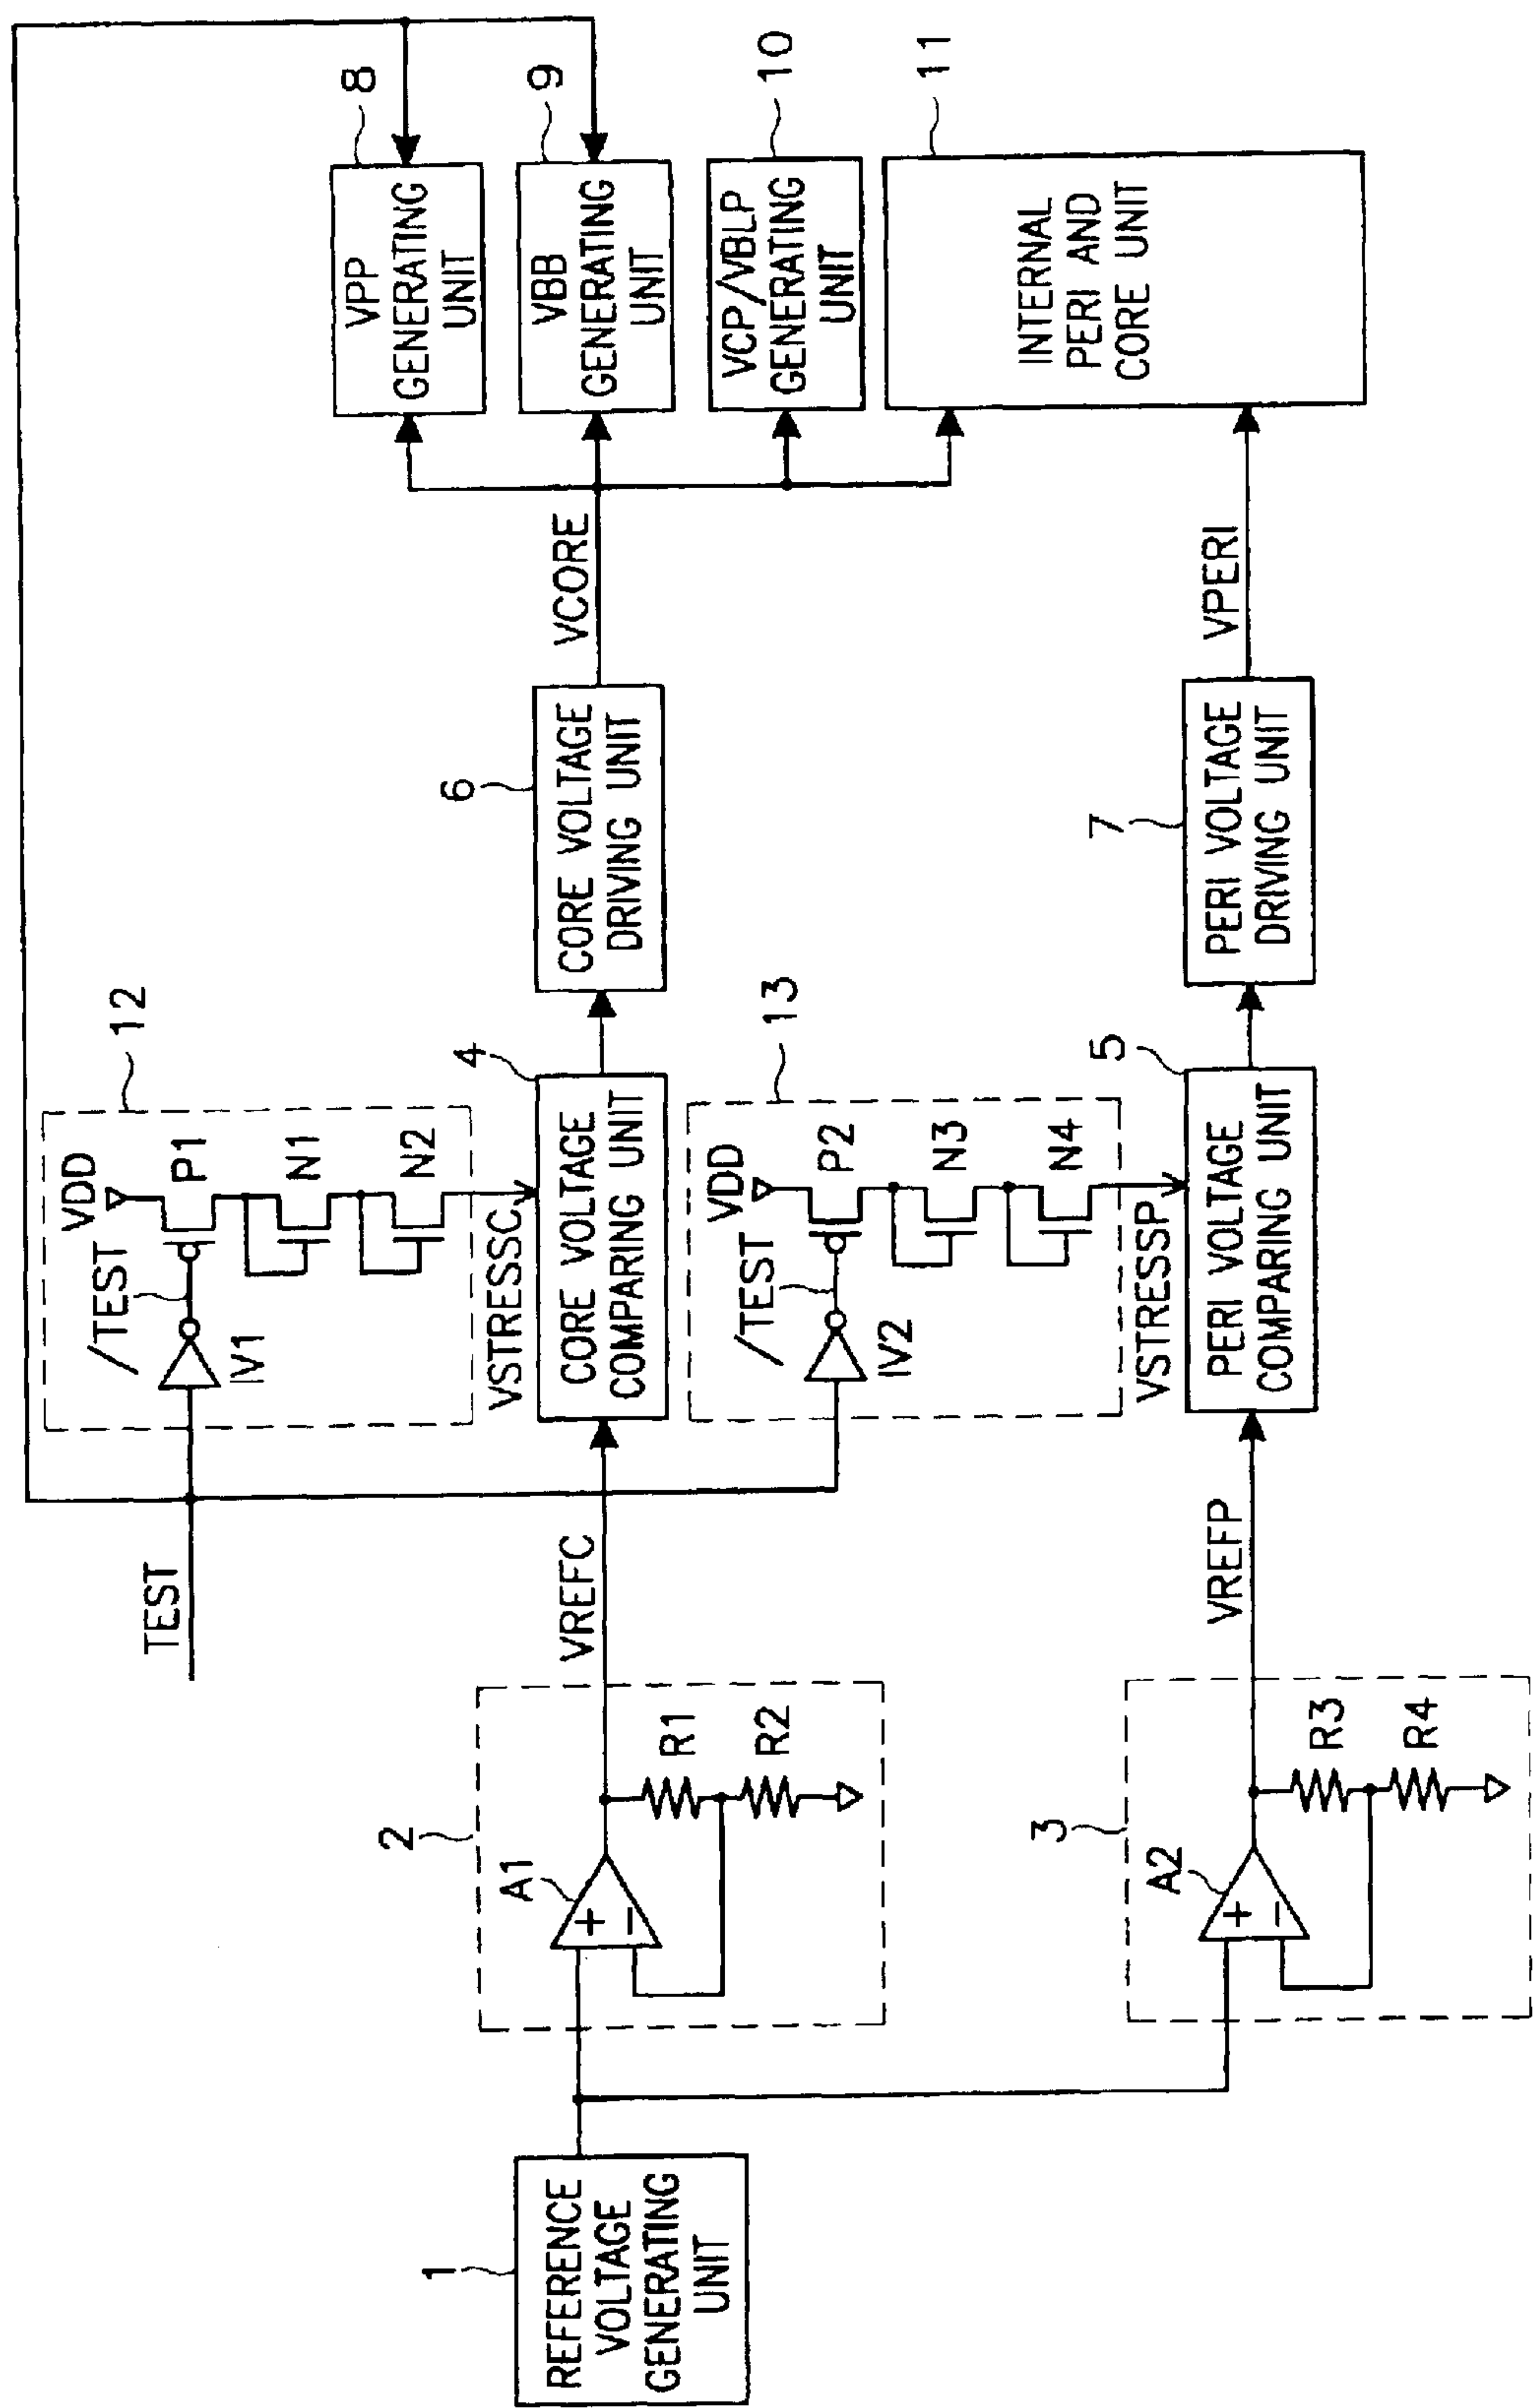 TEST
12
VDD
/TEST
P1
N1
N2
IV1
VSTRESSC
8
VPP
GENERATING
UNIT
9
VBB
GENERATING
UNIT
10
VCP/VBLP
GENERATING
UNIT
11
INTERNAL
PERI AND
CORE UNIT
1
REFERENCE
VOLTAGE
GENERATING
UNIT
2
A1
+
−
R1
R2
VREFC
4
CORE VOLTAGE
COMPARING UNIT
6
CORE VOLTAGE
DRIVING UNIT
VCORE
13
VDD
/TEST
P2
N3
N4
IV2
VSTRESSP
3
A2
+
−
R3
R4
VREFP
5
PERI VOLTAGE
COMPARING UNIT
7
PERI VOLTAGE
DRIVING UNIT
VPERI